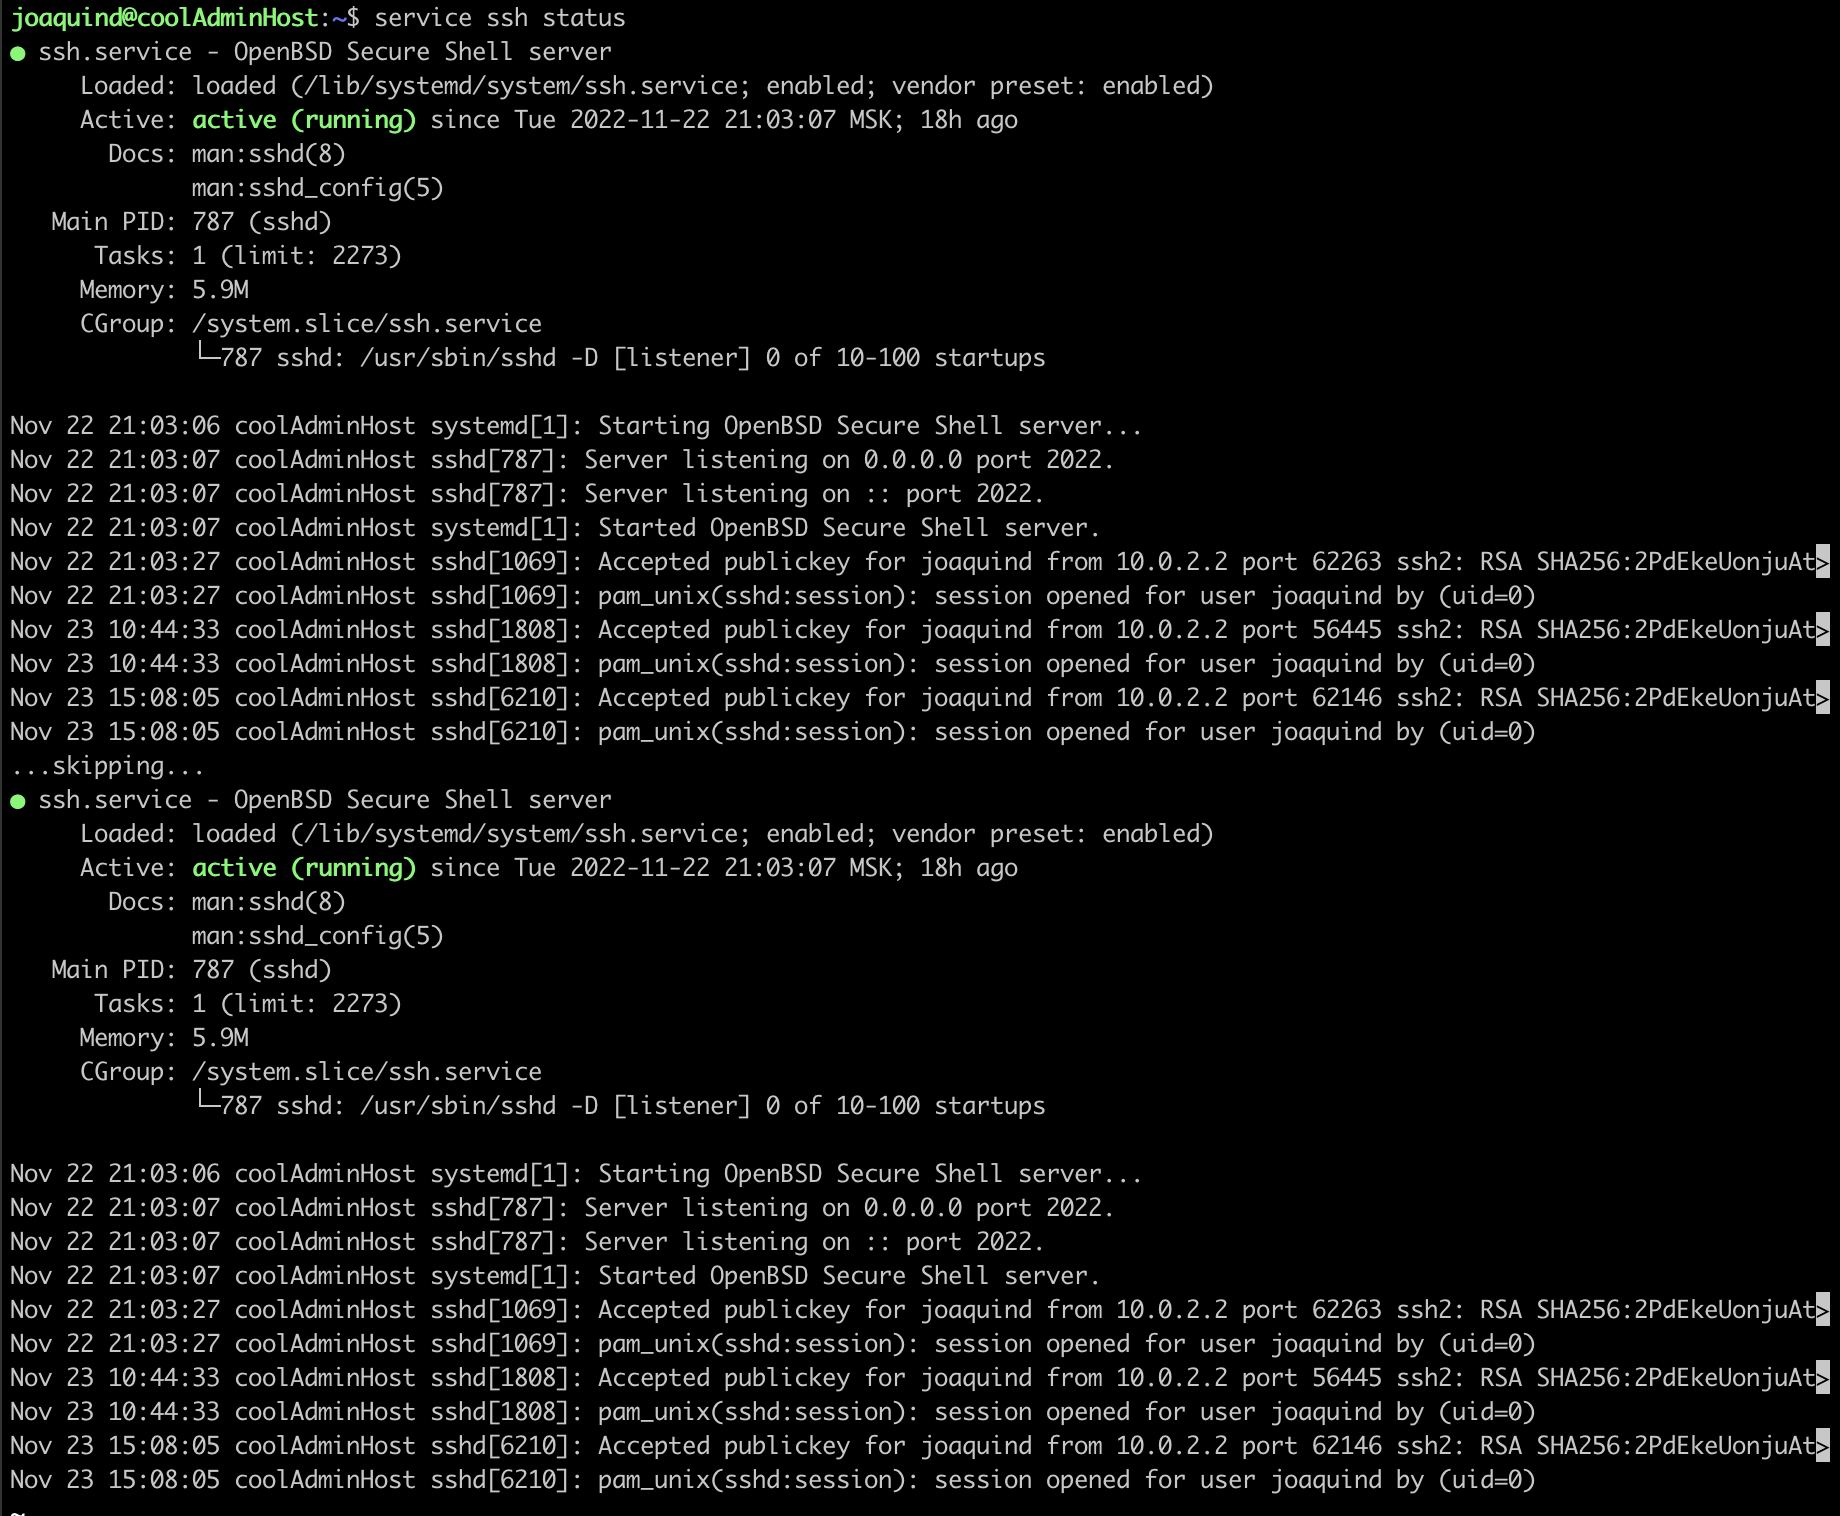 joaquind@coolAdminHost:~$ service ssh status
● ssh.service - OpenBSD Secure Shell server
     Loaded: loaded (/lib/systemd/system/ssh.service; enabled; vendor preset: enabled)
     Active: active (running) since Tue 2022-11-22 21:03:07 MSK; 18h ago
       Docs: man:sshd(8)
             man:sshd_config(5)
   Main PID: 787 (sshd)
      Tasks: 1 (limit: 2273)
     Memory: 5.9M
     CGroup: /system.slice/ssh.service
             └─787 sshd: /usr/sbin/sshd -D [listener] 0 of 10-100 startups

Nov 22 21:03:06 coolAdminHost systemd[1]: Starting OpenBSD Secure Shell server...
Nov 22 21:03:07 coolAdminHost sshd[787]: Server listening on 0.0.0.0 port 2022.
Nov 22 21:03:07 coolAdminHost sshd[787]: Server listening on :: port 2022.
Nov 22 21:03:07 coolAdminHost systemd[1]: Started OpenBSD Secure Shell server.
Nov 22 21:03:27 coolAdminHost sshd[1069]: Accepted publickey for joaquind from 10.0.2.2 port 62263 ssh2: RSA SHA256:2PdEkeUonjuAt>
Nov 22 21:03:27 coolAdminHost sshd[1069]: pam_unix(sshd:session): session opened for user joaquind by (uid=0)
Nov 23 10:44:33 coolAdminHost sshd[1808]: Accepted publickey for joaquind from 10.0.2.2 port 56445 ssh2: RSA SHA256:2PdEkeUonjuAt>
Nov 23 10:44:33 coolAdminHost sshd[1808]: pam_unix(sshd:session): session opened for user joaquind by (uid=0)
Nov 23 15:08:05 coolAdminHost sshd[6210]: Accepted publickey for joaquind from 10.0.2.2 port 62146 ssh2: RSA SHA256:2PdEkeUonjuAt>
Nov 23 15:08:05 coolAdminHost sshd[6210]: pam_unix(sshd:session): session opened for user joaquind by (uid=0)
...skipping...
● ssh.service - OpenBSD Secure Shell server
     Loaded: loaded (/lib/systemd/system/ssh.service; enabled; vendor preset: enabled)
     Active: active (running) since Tue 2022-11-22 21:03:07 MSK; 18h ago
       Docs: man:sshd(8)
             man:sshd_config(5)
   Main PID: 787 (sshd)
      Tasks: 1 (limit: 2273)
     Memory: 5.9M
     CGroup: /system.slice/ssh.service
             └─787 sshd: /usr/sbin/sshd -D [listener] 0 of 10-100 startups

Nov 22 21:03:06 coolAdminHost systemd[1]: Starting OpenBSD Secure Shell server...
Nov 22 21:03:07 coolAdminHost sshd[787]: Server listening on 0.0.0.0 port 2022.
Nov 22 21:03:07 coolAdminHost sshd[787]: Server listening on :: port 2022.
Nov 22 21:03:07 coolAdminHost systemd[1]: Started OpenBSD Secure Shell server.
Nov 22 21:03:27 coolAdminHost sshd[1069]: Accepted publickey for joaquind from 10.0.2.2 port 62263 ssh2: RSA SHA256:2PdEkeUonjuAt>
Nov 22 21:03:27 coolAdminHost sshd[1069]: pam_unix(sshd:session): session opened for user joaquind by (uid=0)
Nov 23 10:44:33 coolAdminHost sshd[1808]: Accepted publickey for joaquind from 10.0.2.2 port 56445 ssh2: RSA SHA256:2PdEkeUonjuAt>
Nov 23 10:44:33 coolAdminHost sshd[1808]: pam_unix(sshd:session): session opened for user joaquind by (uid=0)
Nov 23 15:08:05 coolAdminHost sshd[6210]: Accepted publickey for joaquind from 10.0.2.2 port 62146 ssh2: RSA SHA256:2PdEkeUonjuAt>
Nov 23 15:08:05 coolAdminHost sshd[6210]: pam_unix(sshd:session): session opened for user joaquind by (uid=0)
~